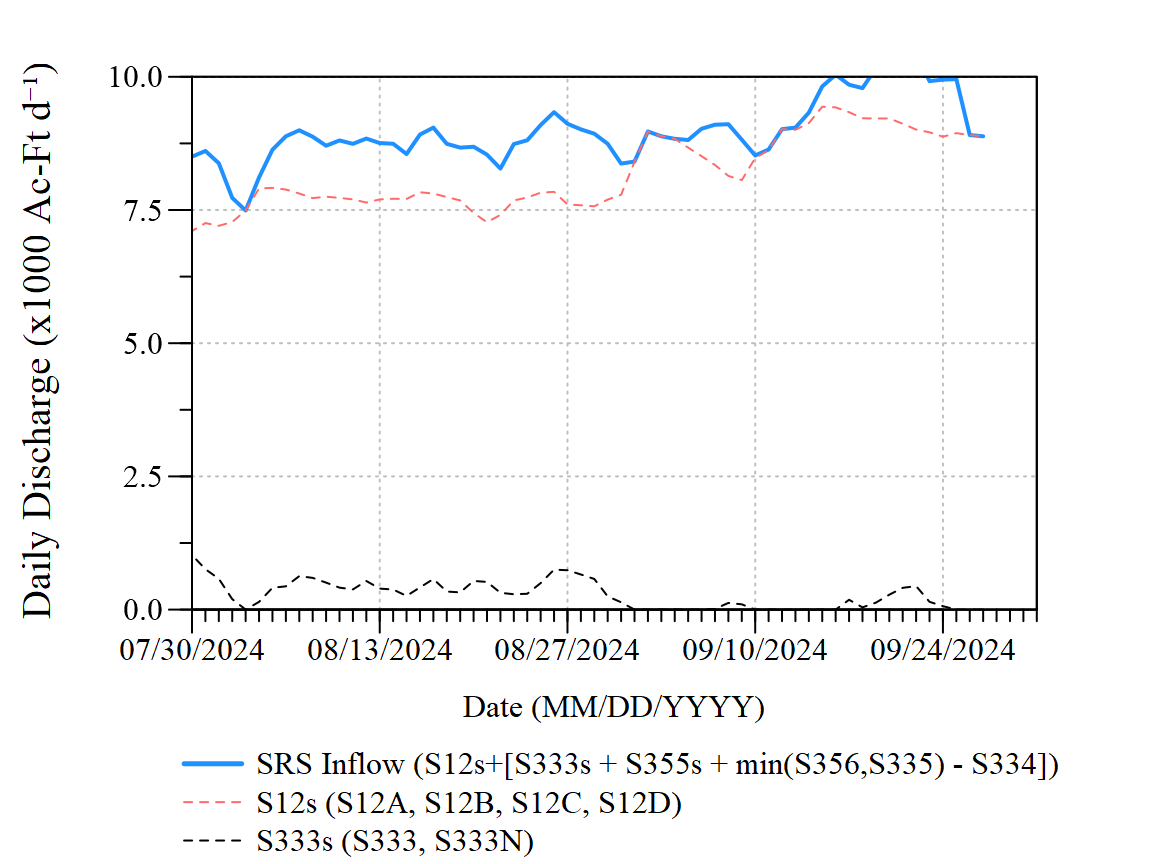 Daily Discharge (x1000 Ac-Ft d⁻¹)
10.0
7.5
5.0
2.5
0.0
07/30/2024 08/13/2024 08/27/2024 09/10/2024 09/24/2024
Date (MM/DD/YYYY)
SRS Inflow (S12s+[S333s + S355s + min(S356,S335) - S334])
S12s (S12A, S12B, S12C, S12D)
S333s (S333, S333N)